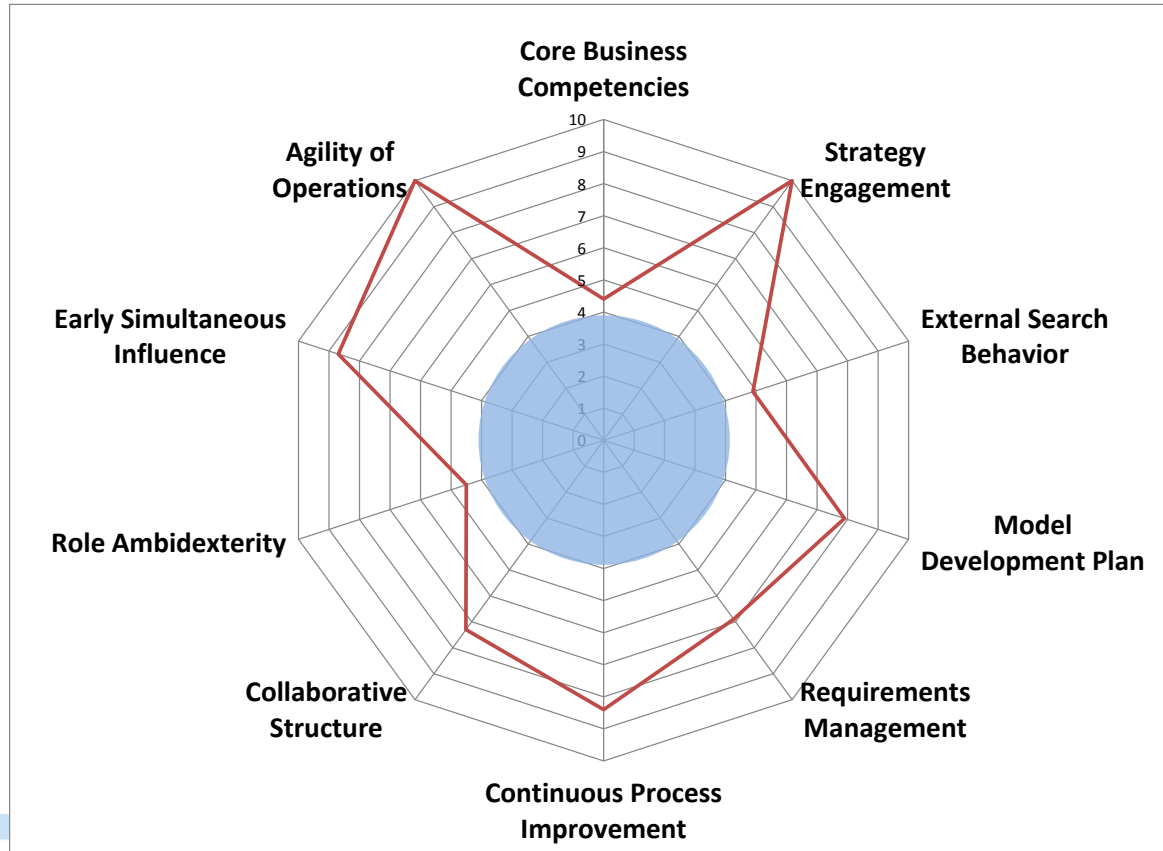 Core Business
Competencies
10
9
8
7
6
5
4
3
2
1
0
Strategy
Engagement
External Search
Behavior
Model
Development Plan
Requirements
Management
Continuous Process
Improvement
Collaborative
Structure
Role Ambidexterity
Early Simultaneous
Influence
Agility of
Operations